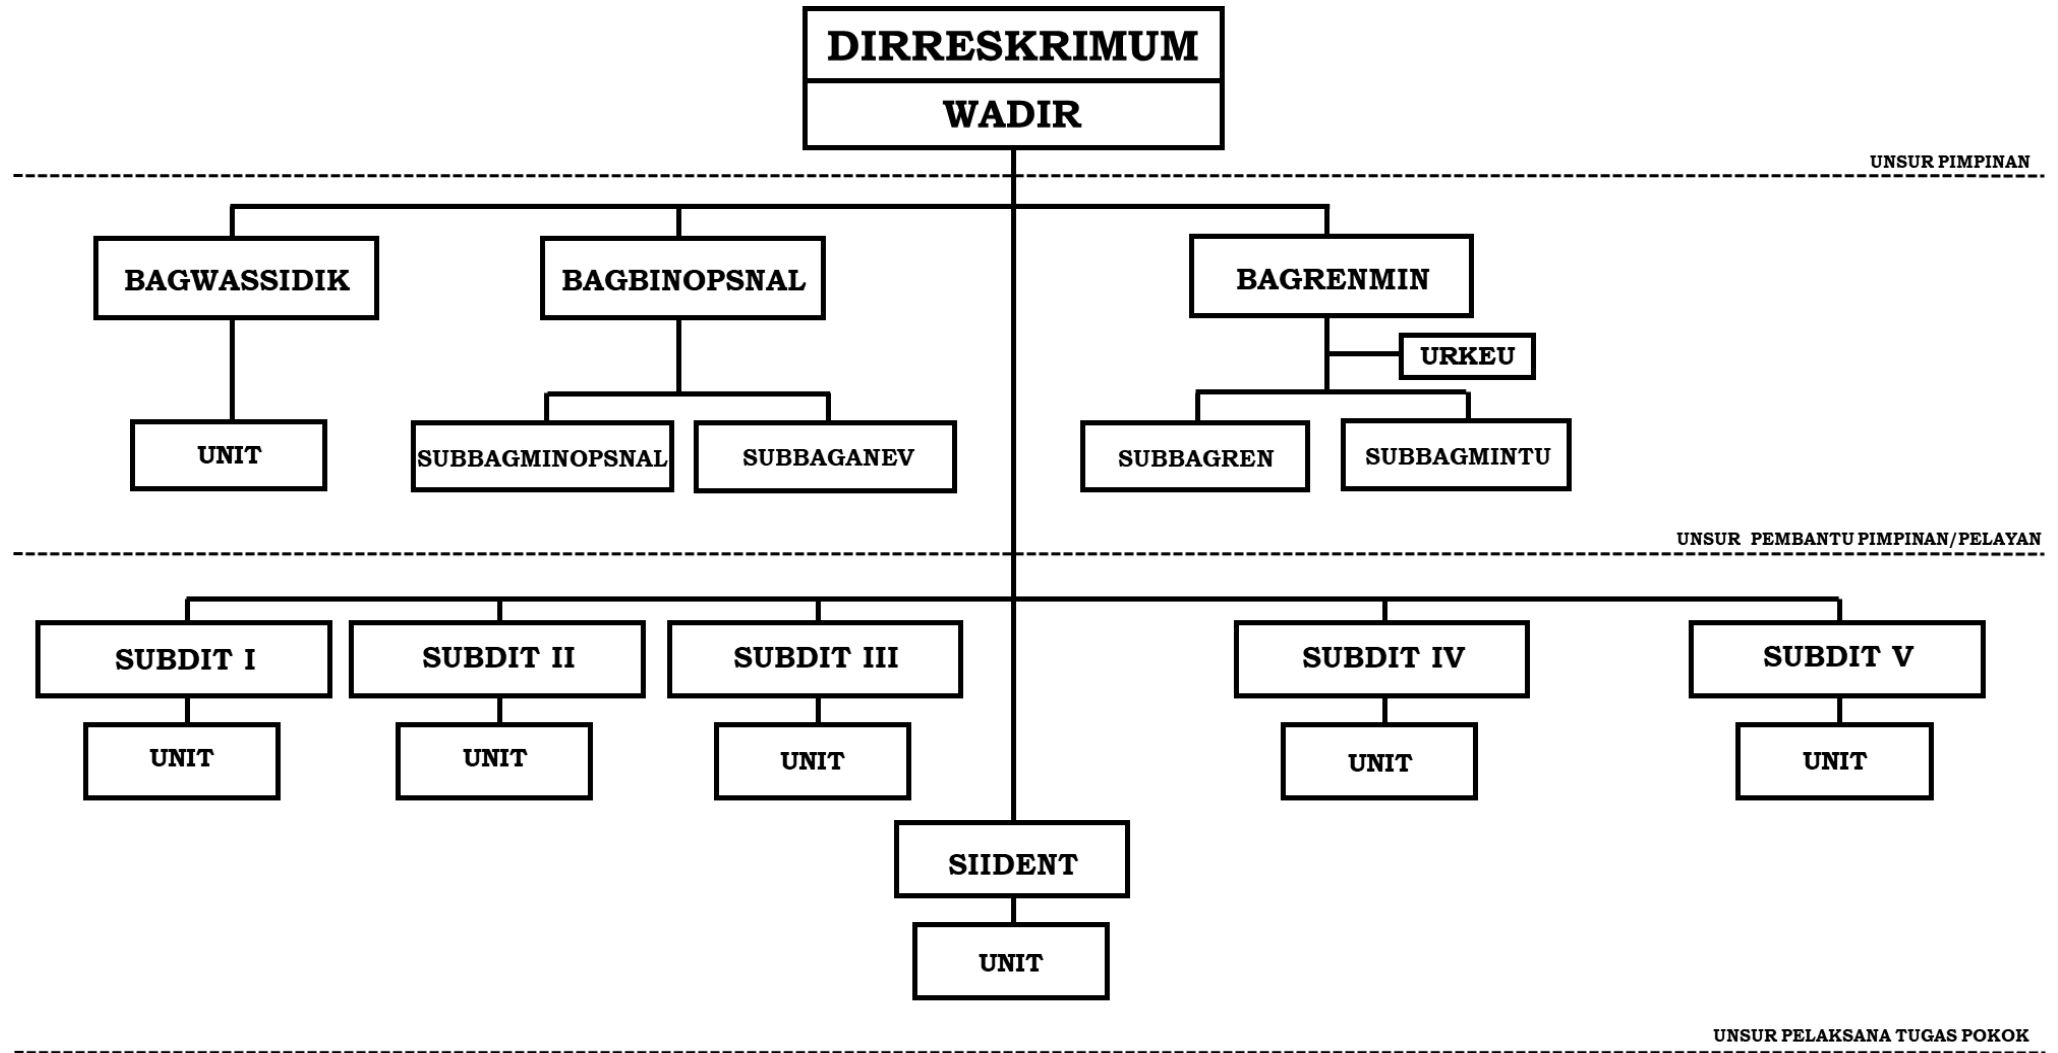 DIRRESKRIMUM
WADIR
UNSUR PIMPINAN
BAGWASSIDIK
BAGBINOPSNAL
BAGRENMIN
URKEU
UNIT
SUBBAGMINOPSNAL
SUBBAGANEV
SUBBAGREN
SUBBAGMINTU
UNSUR PEMBANTU PIMPINAN/PELAYAN
SUBDIT I
SUBDIT II
SUBDIT III
SUBDIT IV
SUBDIT V
UNIT
UNIT
UNIT
UNIT
UNIT
SIIDENT
UNIT
UNSUR PELAKSANA TUGAS POKOK